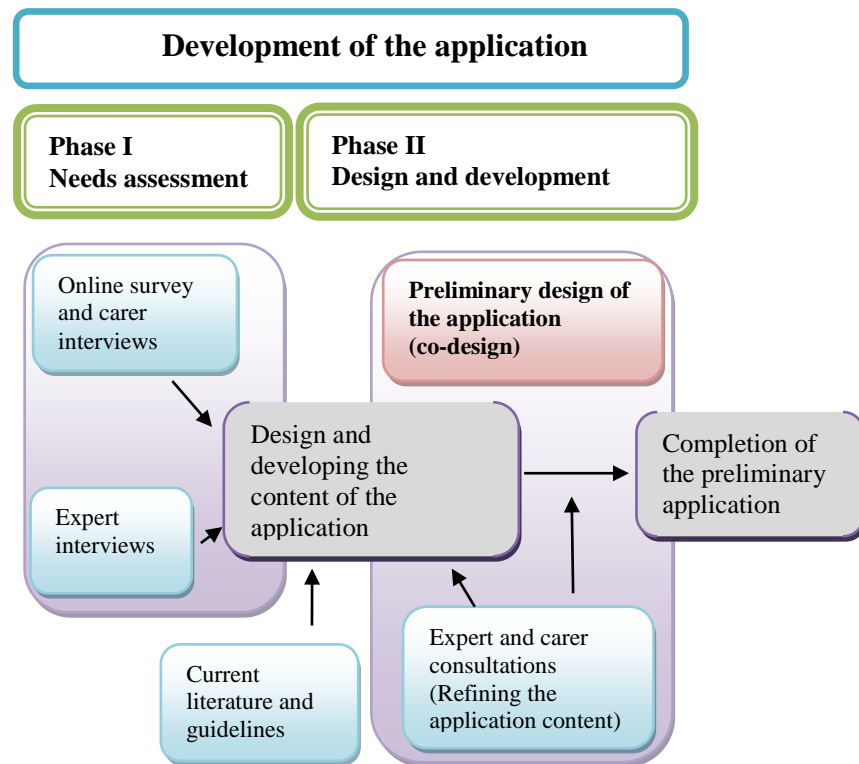 Development of the application
Phase I
Needs assessment
Phase II
Design and development
Online survey
and carer
interviews
Preliminary design of
the application
(co-design)
Design and
developing the
content of the
application
Completion of
the preliminary
application
Expert
interviews
Current
literature and
guidelines
Expert and carer
consultations
(Refining the
application content)